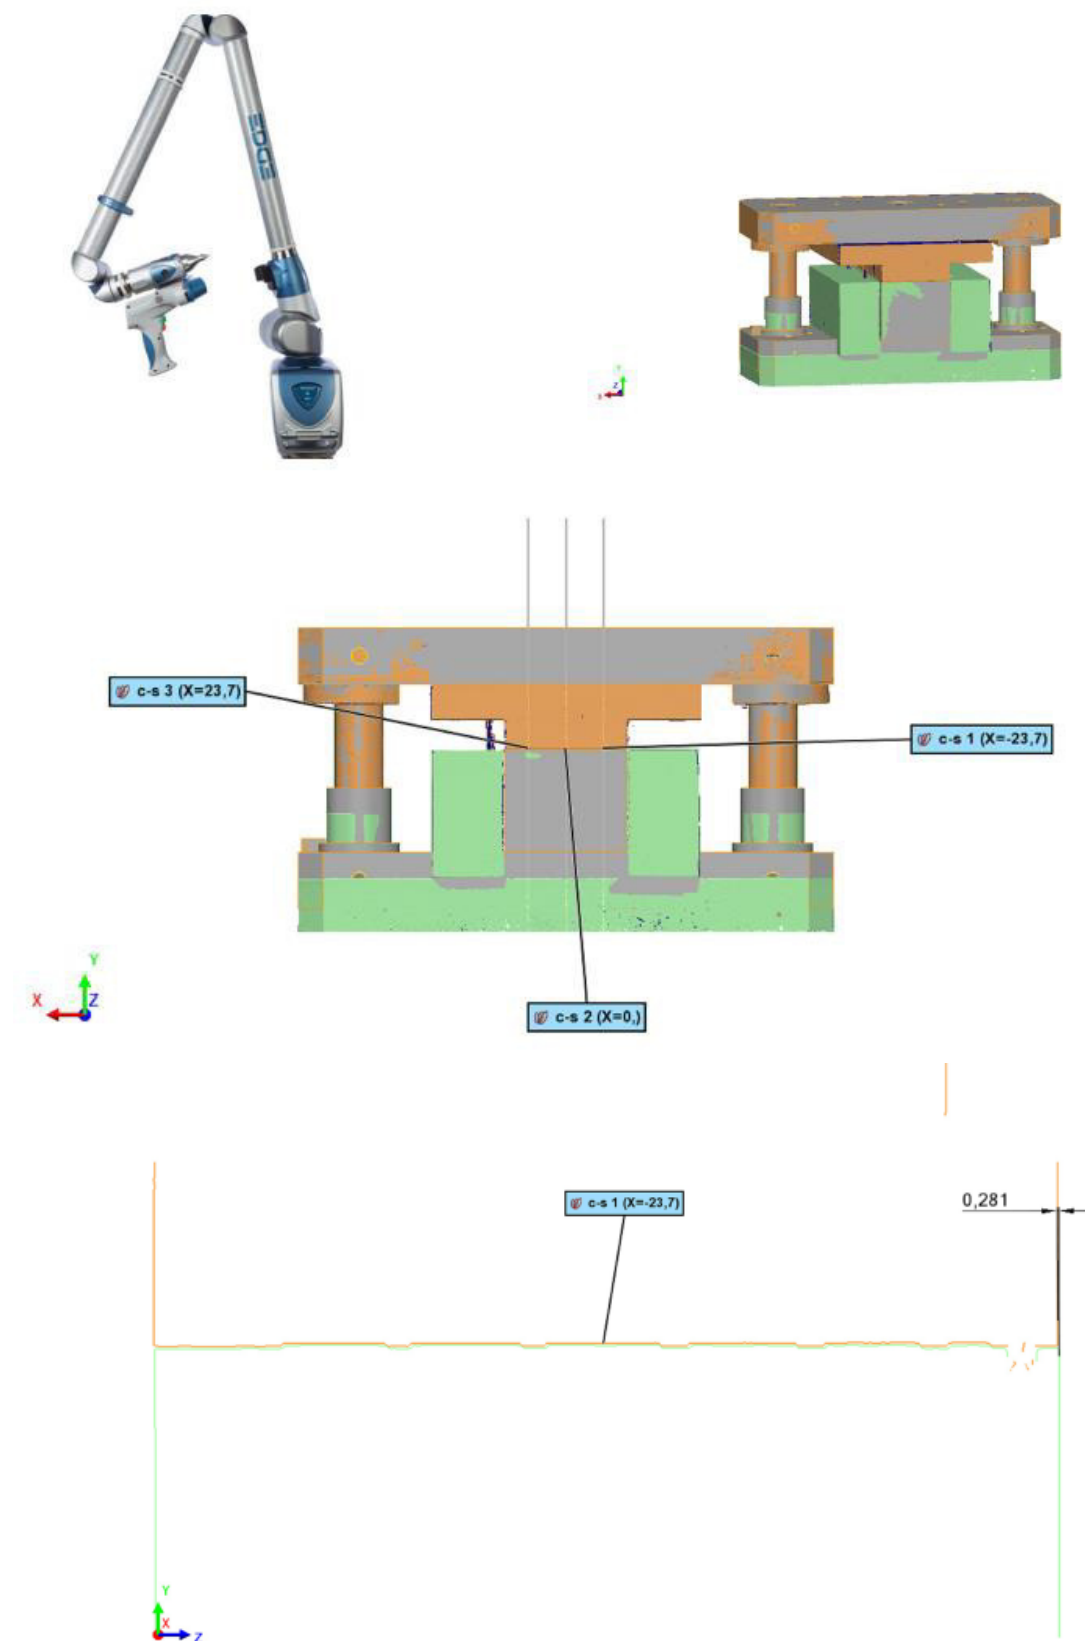 EDGE
Y
Z
X
c-s 3 (X=23,7)
c-s 1 (X=-23,7)
Y
X
Z
c-s 2 (X=0,)
c-s 1 (X=-23,7)
0,281
Y
X
Z